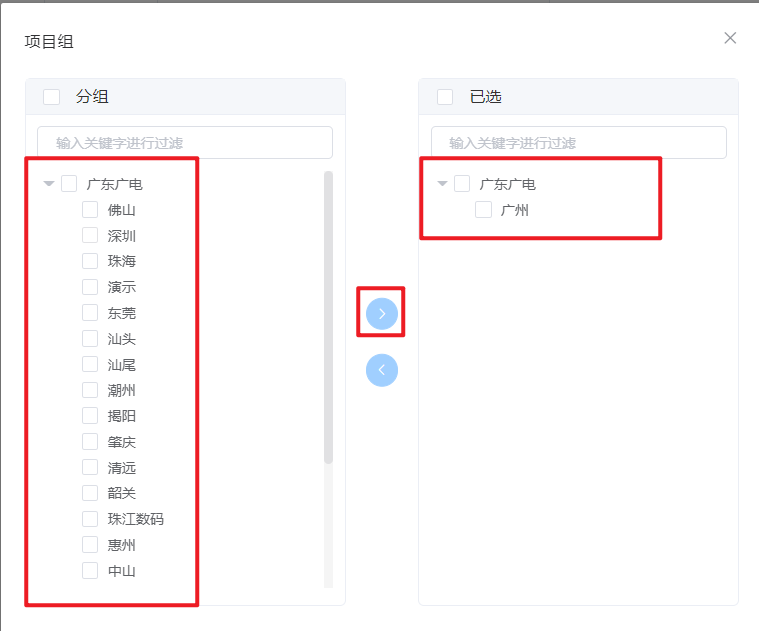 项目组
分组
输入关键字进行过滤
广东广电
佛山
深圳
珠海
演示
东莞
汕头
汕尾
潮州
揭阳
肇庆
清远
韶关
珠江数码
惠州
中山
已选
输入关键字进行过滤
广东广电
广州